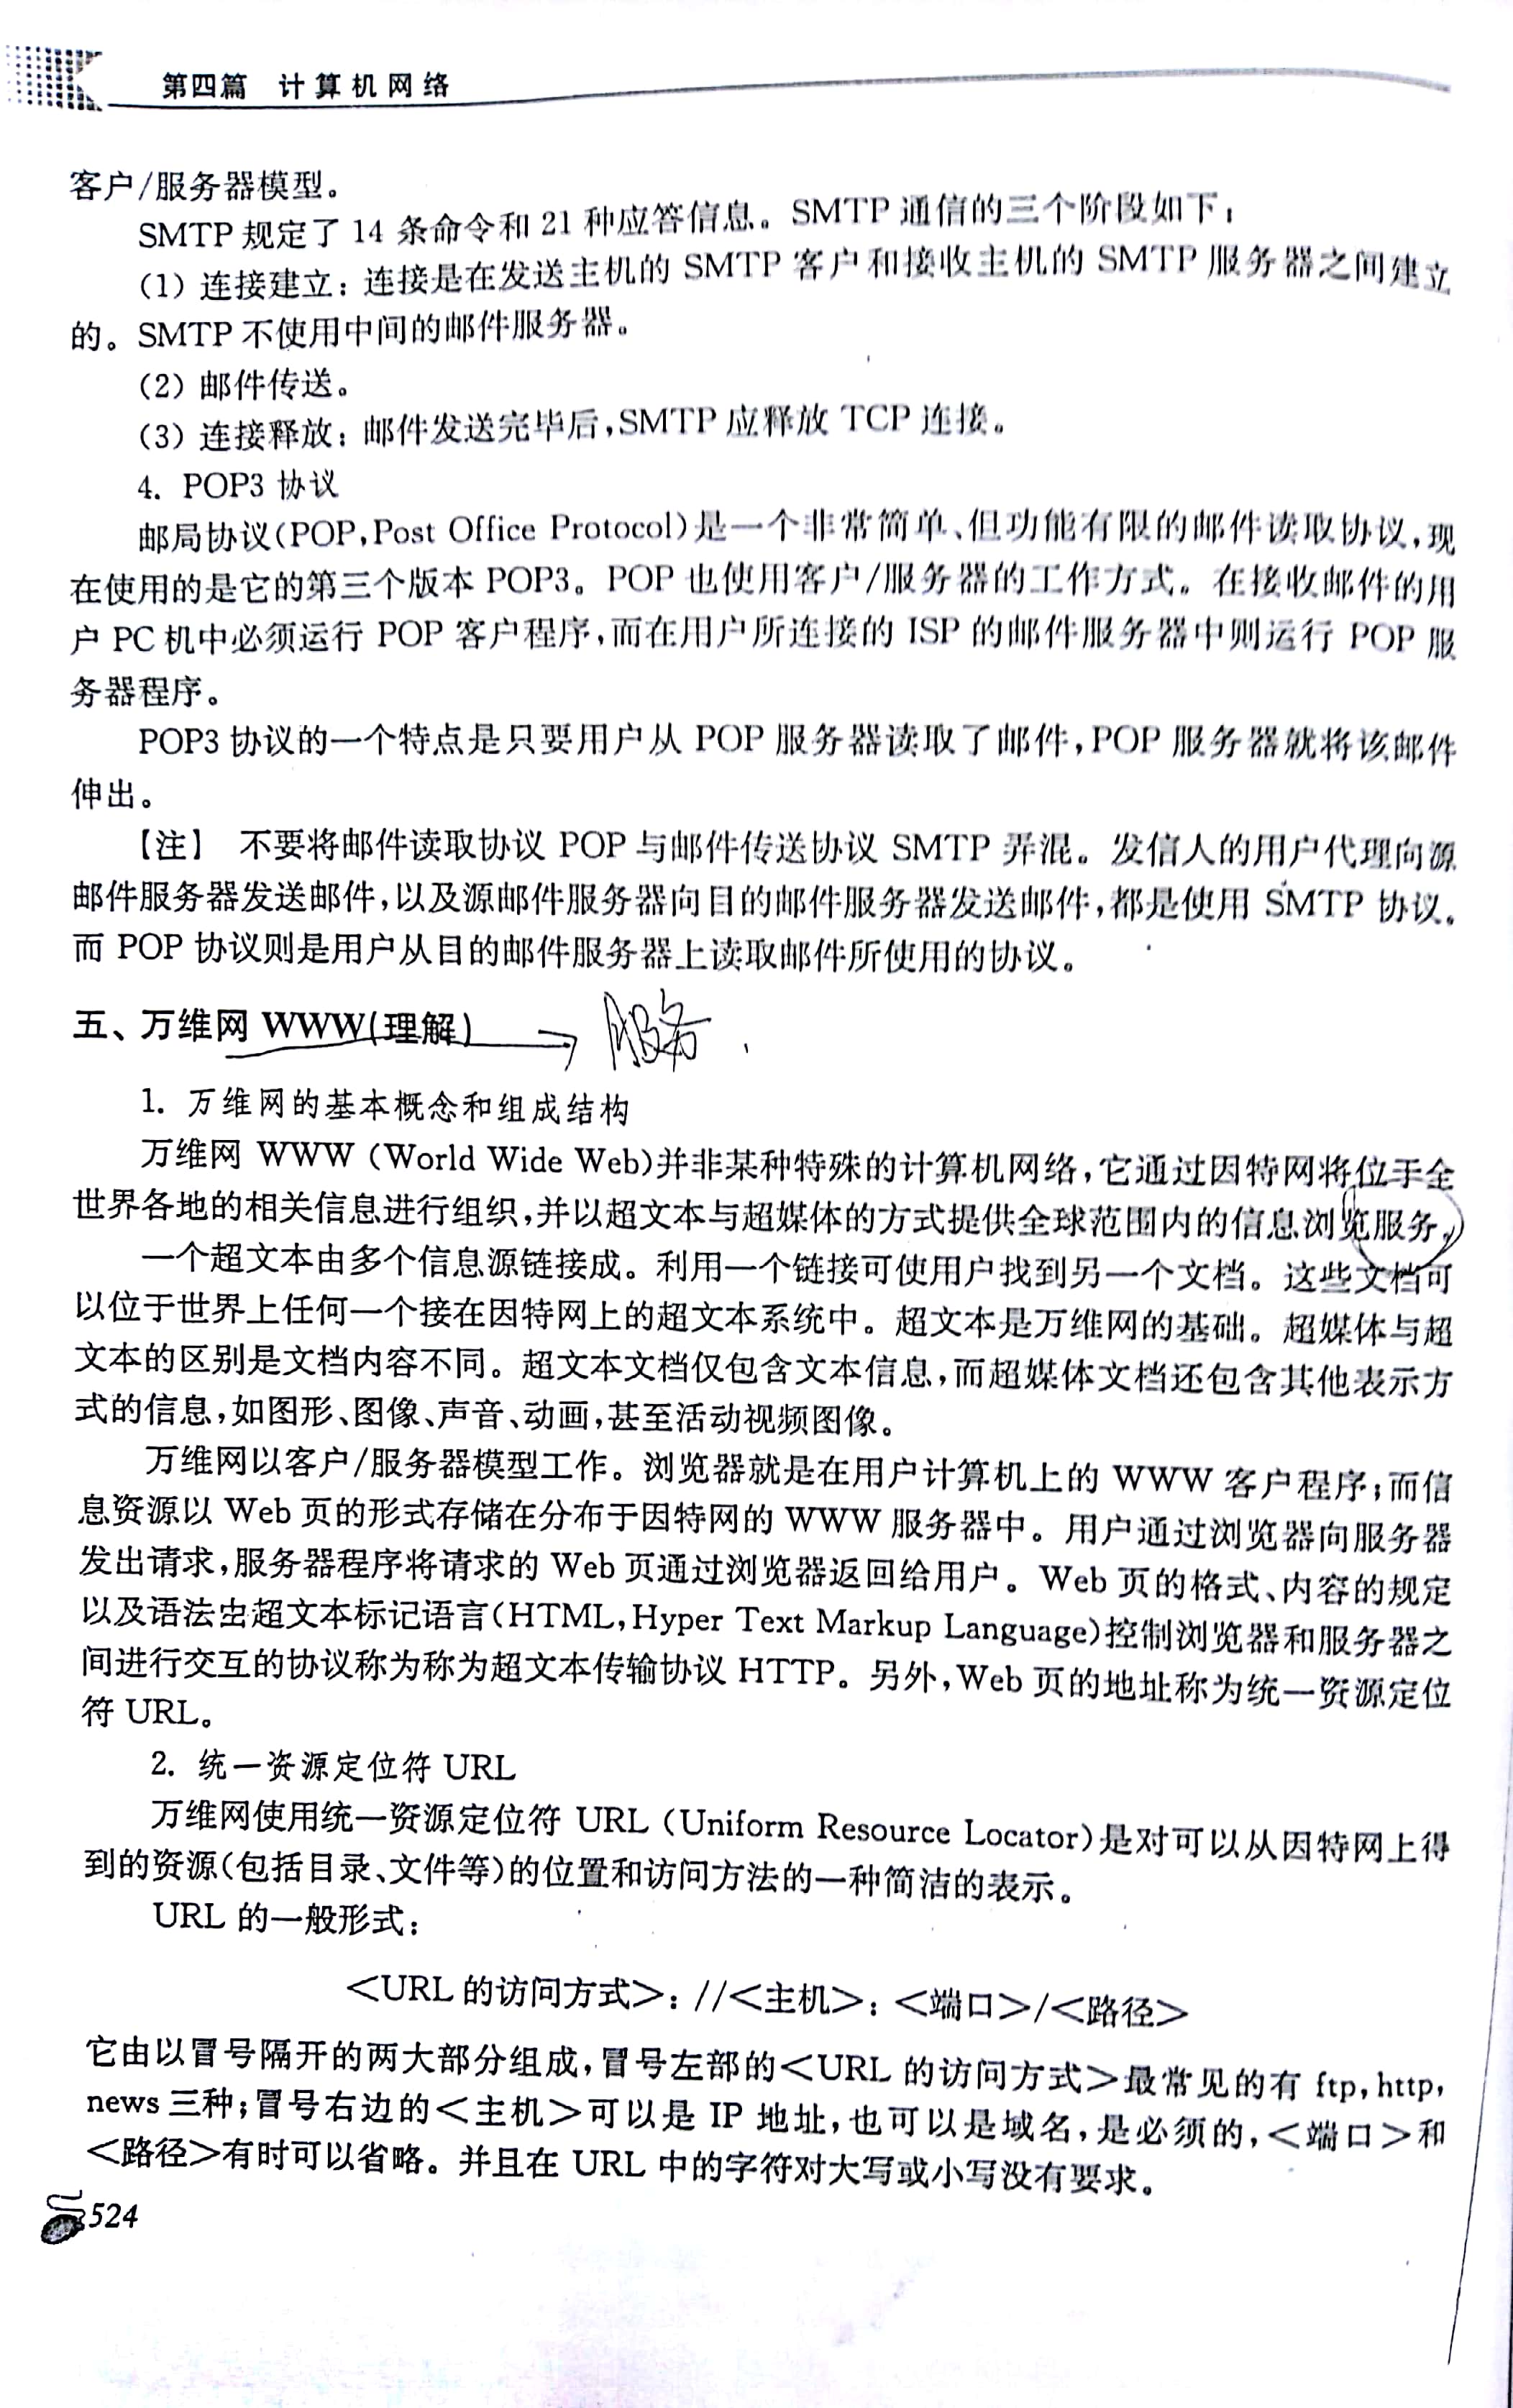 第四篇 计算机网络
客户/服务器模型。
SMTP 规定了 14 条命令和 21 种应答信息。SMTP 通信的三个阶段如下:
(1) 连接建立:连接是在发送主机的 SMTP 客户和接收主机的 SMTP 服务器之间建立
的。SMTP 不使用中间的邮件服务器。
(2) 邮件传送。
(3) 连接释放:邮件发送完毕后,SMTP 应释放 TCP 连接。
4. POP3 协议
邮局协议(POP,Post Office Protocol)是一个非常简单、但功能有限的邮件读取协议,现
在使用的是它的第三个版本 POP3。POP 也使用客户/服务器的工作方式。在接收邮件的用
户 PC 机中必须运行 POP 客户程序,而在用户所连接的 ISP 的邮件服务器中则运行 POP 服
务器程序。
POP3 协议的一个特点是只要用户从 POP 服务器读取了邮件,POP 服务器就将该邮件
伸出。
【注】 不要将邮件读取协议 POP 与邮件传送协议 SMTP 弄混。发信人的用户代理向源
邮件服务器发送邮件,以及源邮件服务器向目的邮件服务器发送邮件,都是使用 SMTP 协议。
而 POP 协议则是用户从目的邮件服务器上读取邮件所使用的协议。
五、万维网 WWW(理解) 服务
1. 万维网的基本概念和组成结构
万维网 WWW (World Wide Web)并非某种特殊的计算机网络,它通过因特网将位于全
世界各地的相关信息进行组织,并以超文本与超媒体的方式提供全球范围内的信息浏览服务。
一个超文本由多个信息源链接成。利用一个链接可使用户找到另一个文档。这些文档可
以位于世界上任何一个接在因特网上的超文本系统中。超文本是万维网的基础。超媒体与超
文本的区别是文档内容不同。超文本文档仅包含文本信息,而超媒体文档还包含其他表示方
式的信息,如图形、图像、声音、动画,甚至活动视频图像。
万维网以客户/服务器模型工作。浏览器就是在用户计算机上的 WWW 客户程序;而信
息资源以 Web 页的形式存储在分布于因特网的 WWW 服务器中。用户通过浏览器向服务器
发出请求,服务器程序将请求的 Web 页通过浏览器返回给用户。Web 页的格式、内容的规定
以及语法由超文本标记语言(HTML,Hyper Text Markup Language)控制浏览器和服务器之
间进行交互的协议称为称为超文本传输协议 HTTP。另外,Web 页的地址称为统一资源定位
符 URL。
2. 统一资源定位符 URL
万维网使用统一资源定位符 URL (Uniform Resource Locator)是对可以从因特网上得
到的资源(包括目录、文件等)的位置和访问方法的一种简洁的表示。
URL 的一般形式:
<URL 的访问方式>://<主机>:<端口>/<路径>
它由以冒号隔开的两大部分组成,冒号左部的<URL 的访问方式>最常见的有 ftp,http,
news 三种;冒号右边的<主机>可以是 IP 地址,也可以是域名,是必须的,<端口>和
<路径>有时可以省略。并且在 URL 中的字符对大写或小写没有要求。
524